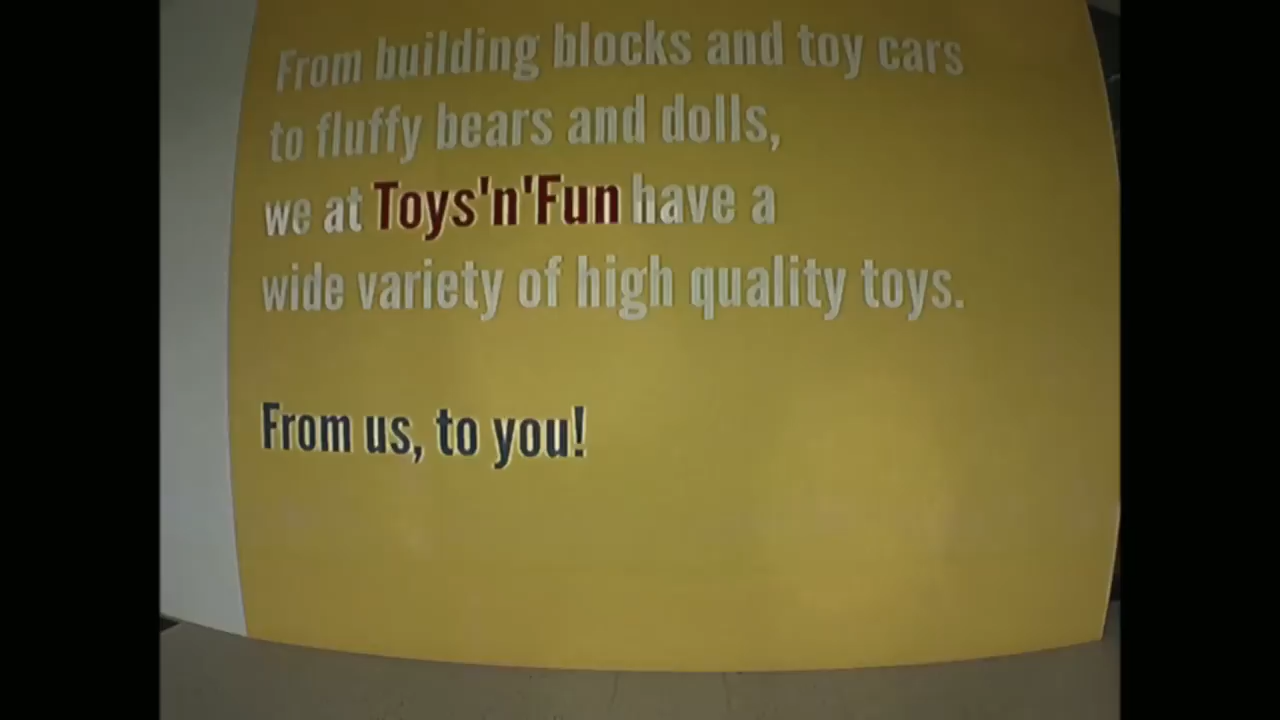 From building blocks and toy cars
to fluffy bears and dolls,
we at Toys'n'Fun have a
wide variety of high quality toys.
From us, to you!